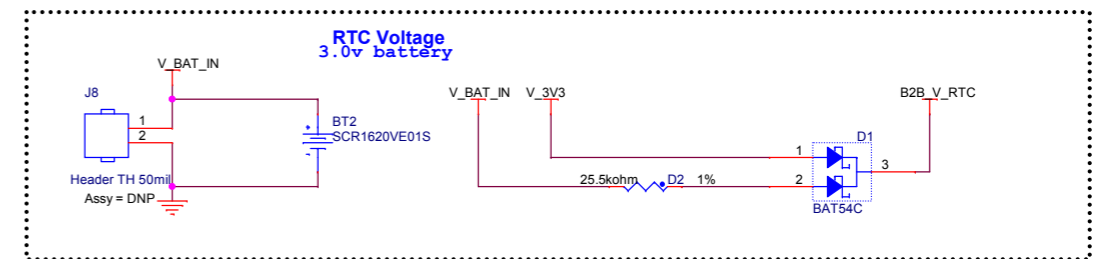 RTC Voltage
3.0v battery
V_BAT_IN
J8
1
2
BT2
SCR1620VE01S
Header TH 50mil
Assy = DNP
V_BAT_IN
V_3V3
B2B_V_RTC
D1
1
3
25.5kohm
D2
1%
2
BAT54C